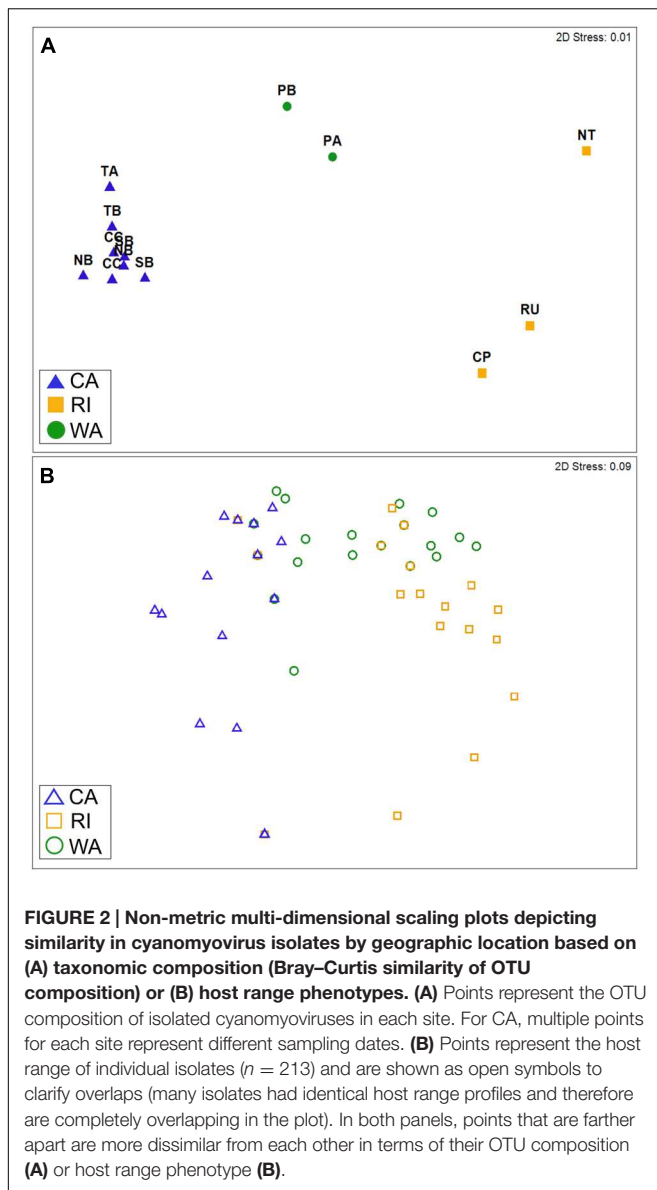 A
2D Stress: 0.01
PB
PA
NT
TA
TB
CC
SB
NB
NB
CC
SB
RU
CP
CA
RI
WA
B
2D Stress: 0.09
CA
RI
WA
FIGURE 2 | Non-metric multi-dimensional scaling plots depicting
similarity in cyanomyovirus isolates by geographic location based on
(A) taxonomic composition (Bray–Curtis similarity of OTU
composition) or (B) host range phenotypes. (A) Points represent the OTU
composition of isolated cyanomyoviruses in each site. For CA, multiple points
for each site represent different sampling dates. (B) Points represent the host
range of individual isolates (n = 213) and are shown as open symbols to
clarify overlaps (many isolates had identical host range profiles and therefore
are completely overlapping in the plot). In both panels, points that are farther
apart are more dissimilar from each other in terms of their OTU composition
(A) or host range phenotype (B).